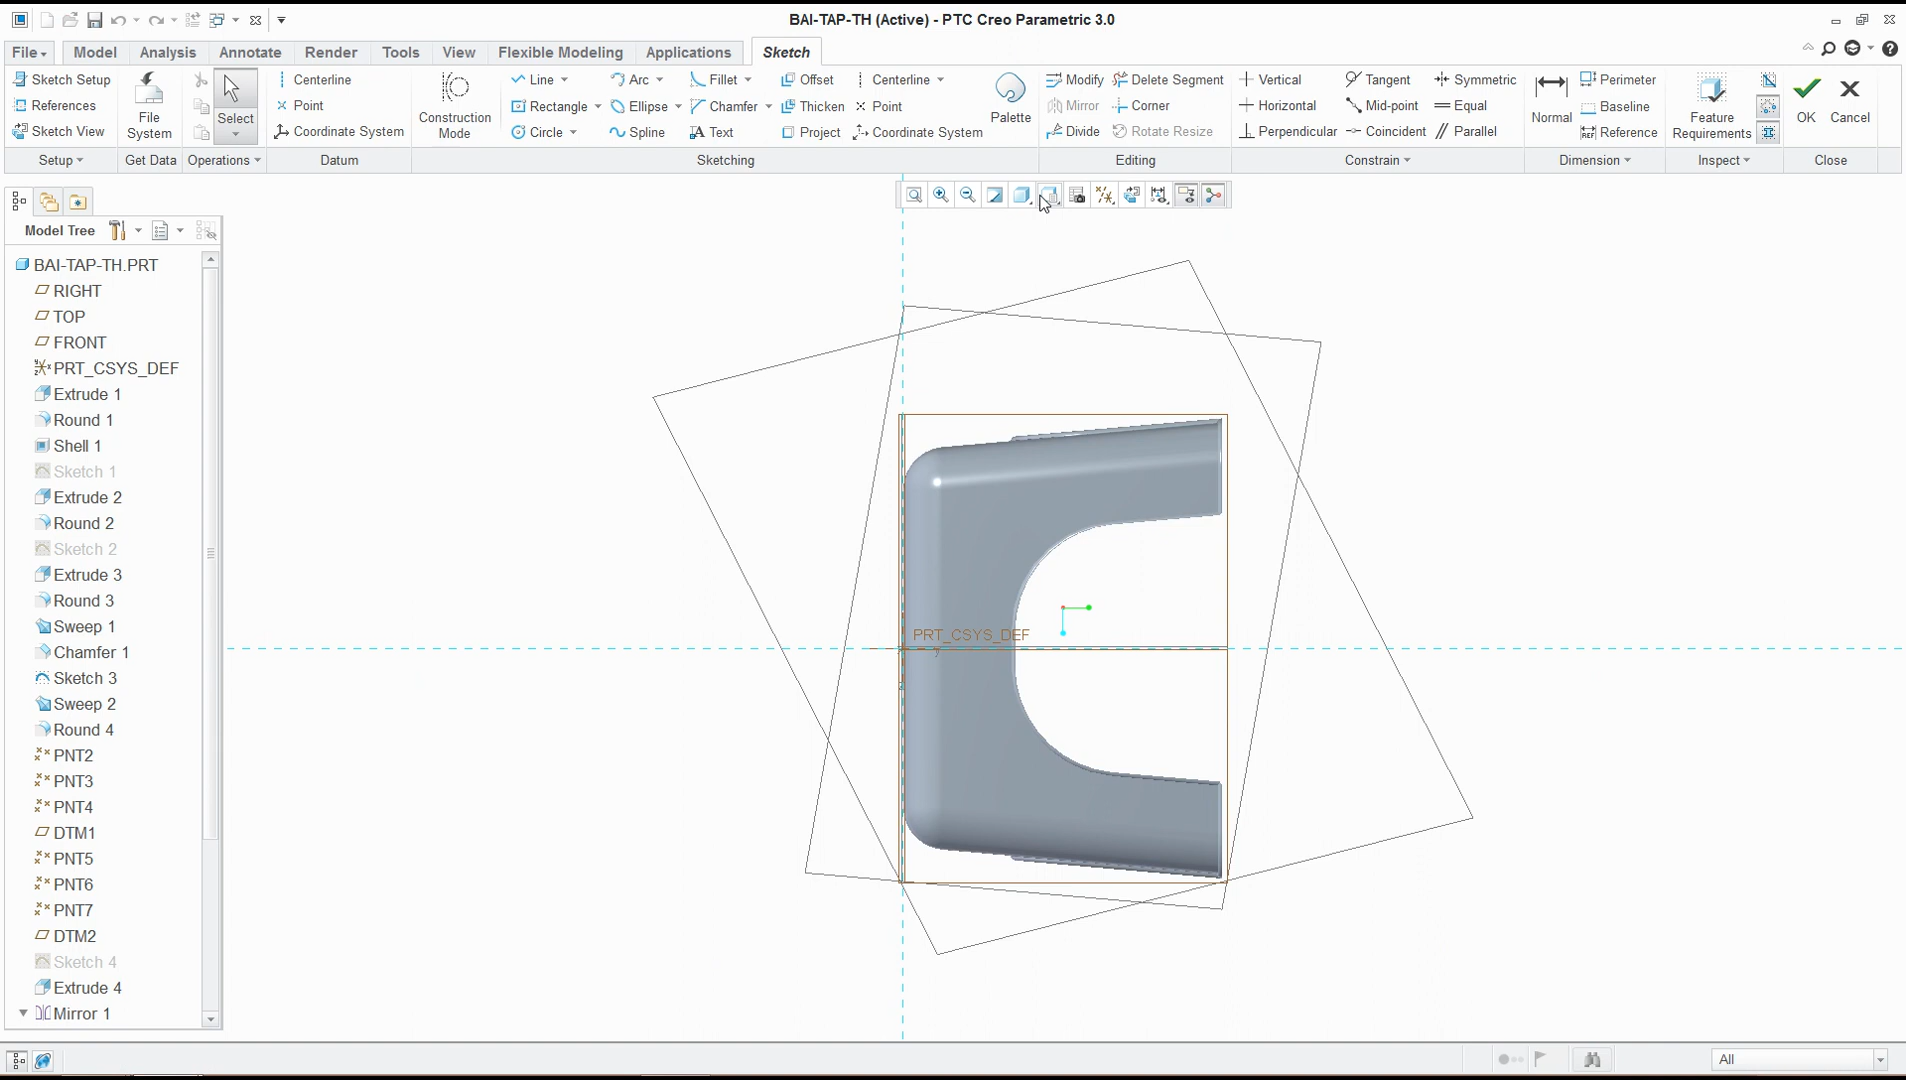 BAI-TAP-TH (Active) - PTC Creo Parametric 3.0
File Model Analysis Annotate Render Tools View Flexible Modeling Applications Sketch
Sketch Setup
References
Sketch View
Setup
File System
Get Data
Select
Operations
Centerline
Point
Coordinate System
Datum
Construction Mode
Line Arc Fillet Offset Centerline
Rectangle Ellipse Chamfer Thicken Point
Circle Spline Text Project Coordinate System
Palette
Sketching
Modify Delete Segment
Mirror Corner
Divide Rotate Resize
Editing
Vertical Tangent Symmetric
Horizontal Mid-point Equal
Perpendicular Coincident Parallel
Constrain
Normal
Perimeter
Baseline
Reference
Dimension
Feature Requirements
Inspect
OK
Cancel
Close
Model Tree
BAI-TAP-TH.PRT
RIGHT
TOP
FRONT
PRT_CSYS_DEF
Extrude 1
Round 1
Shell 1
Sketch 1
Extrude 2
Round 2
Sketch 2
Extrude 3
Round 3
Sweep 1
Chamfer 1
Sketch 3
Sweep 2
Round 4
PNT2
PNT3
PNT4
DTM1
PNT5
PNT6
PNT7
DTM2
Sketch 4
Extrude 4
Mirror 1
PRT_CSYS_DEF
All